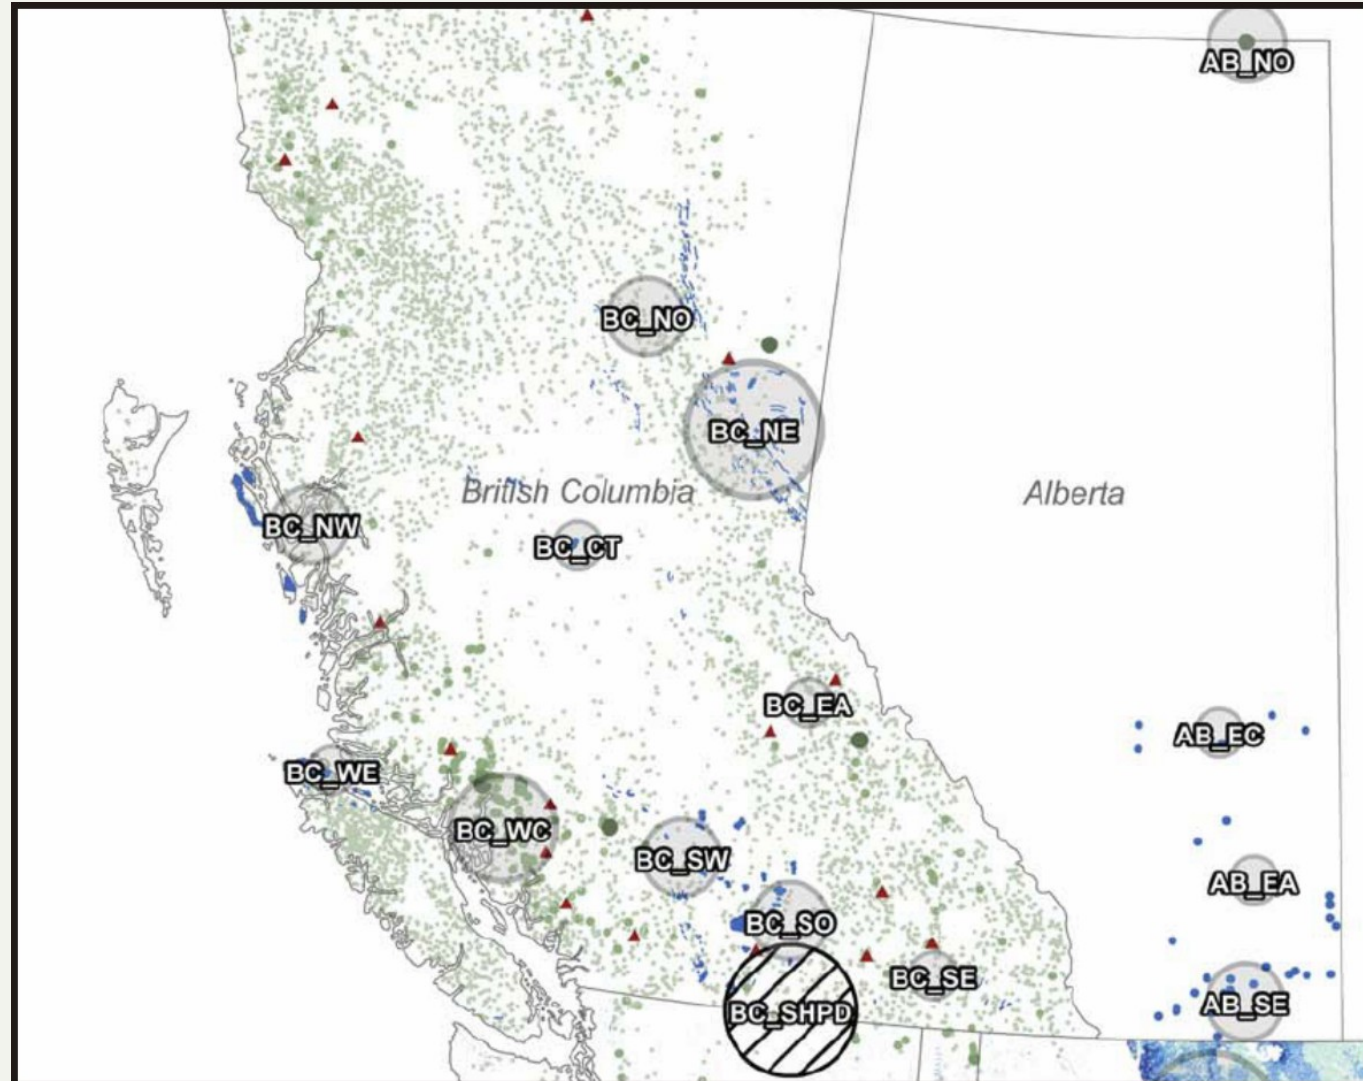 AB_NO
BC_NO
BC_NE
British Columbia
Alberta
BC_NW
BC_CT
BC_EA
AB_EC
BC_WE
BC_WC
BC_SW
AB_EA
BC_SO
BC_SE
AB_SE
BC_SHPD